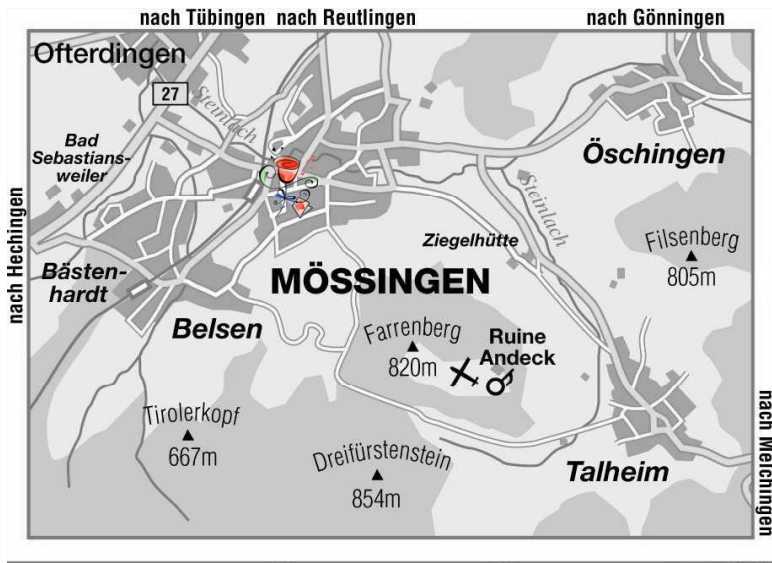 nach Tübingen nach Reutlingen
nach Gönningen
Ofterdingen
27
Steinlach
Bad
Sebastians-
weiler
Öschingen
nach Hechingen
Steinlach
Ziegelhütte
Filsenberg
805m
Bästen-
hardt
MÖSSINGEN
Belsen
Farrenberg
820m
Ruine
Andeck
nach Melchingen
Tirolerkopf
667m
Dreifürstenstein
854m
Talheim